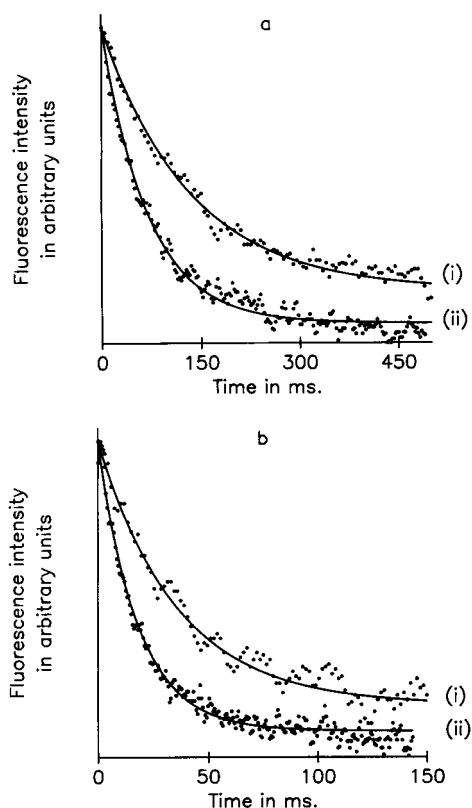 a
Fluorescence intensity
in arbitrary units
(i)
(ii)
0 150 300 450
Time in ms.
b
Fluorescence intensity
in arbitrary units
(i)
(ii)
0 50 100 150
Time in ms.